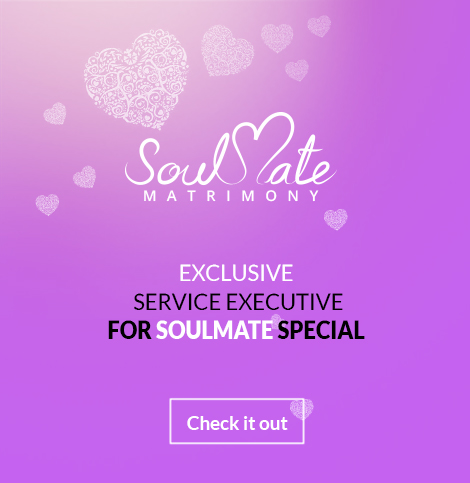 SoulMate
MATRIMONY
EXCLUSIVE
SERVICE EXECUTIVE
FOR SOULMATE SPECIAL
Check it out